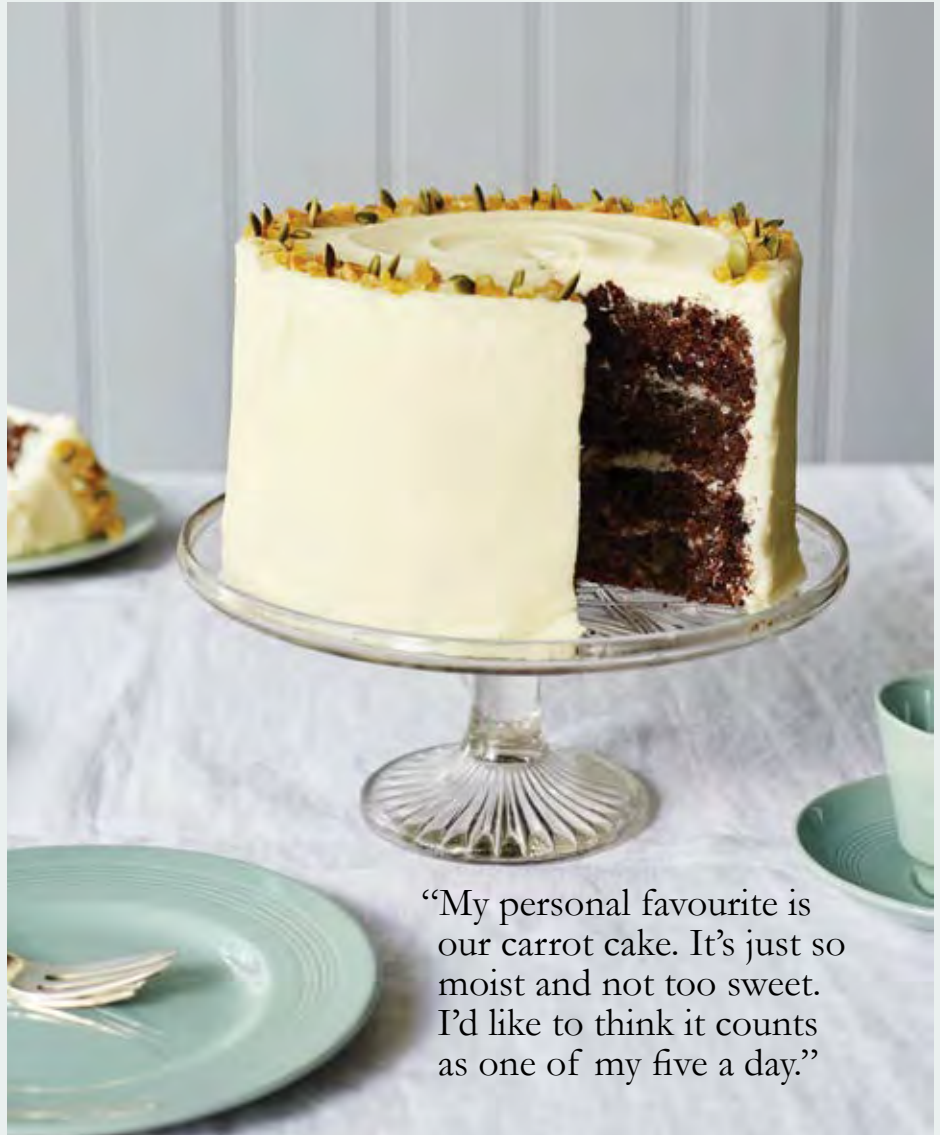 “My personal favourite is
our carrot cake. It’s just so
moist and not too sweet.
I’d like to think it counts
as one of my five a day.”